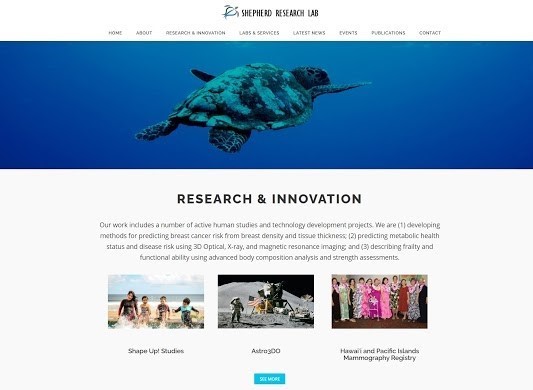 SHEPHERD RESEARCH LAB
HOME ABOUT RESEARCH & INNOVATION LABS & SERVICES LATEST NEWS EVENTS PUBLICATIONS CONTACT
RESEARCH & INNOVATION
Our work includes a number of active human studies and technology development projects. We are (1) developing
methods for predicting breast cancer risk from breast density and tissue thickness; (2) predicting metabolic health
status and disease risk using 3D Optical, X-ray, and magnetic resonance imaging; and (3) describing frailty and
functional ability using advanced body composition analysis and strength assessments.
Shape Up! Studies
Astro3DO
Hawai'i and Pacific Islands
Mammography Registry
SEE MORE